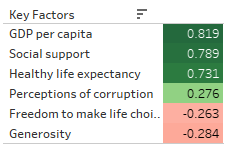 Key Factors
GDP per capita 0.819
Social support 0.789
Healthy life expectancy 0.731
Perceptions of corruption 0.276
Freedom to make life choi.. -0.263
Generosity -0.284